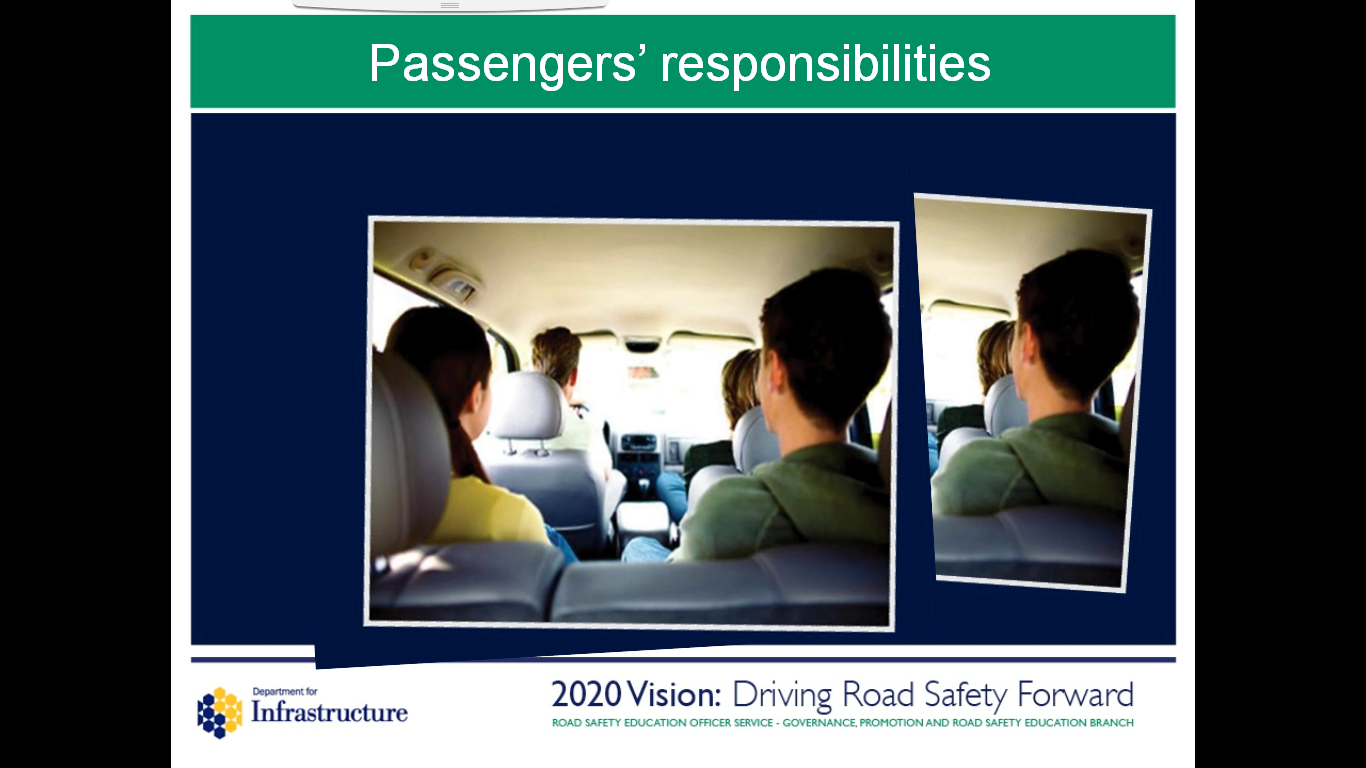 Passengers’ responsibilities
Department for
Infrastructure
2020 Vision: Driving Road Safety Forward
ROAD SAFETY EDUCATION OFFICER SERVICE - GOVERNANCE, PROMOTION AND ROAD SAFETY EDUCATION BRANCH